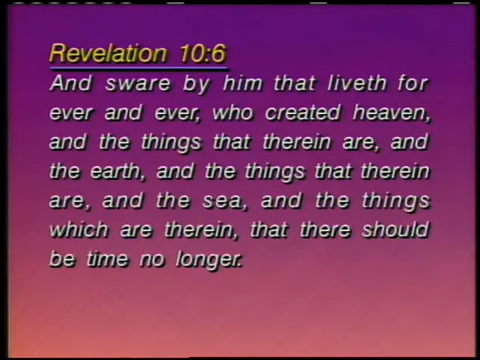 Revelation 10:6
And sware by him that liveth for
ever and ever, who created heaven,
and the things that therein are, and
the earth, and the things that therein
are, and the sea, and the things
which are therein, that there should
be time no longer.